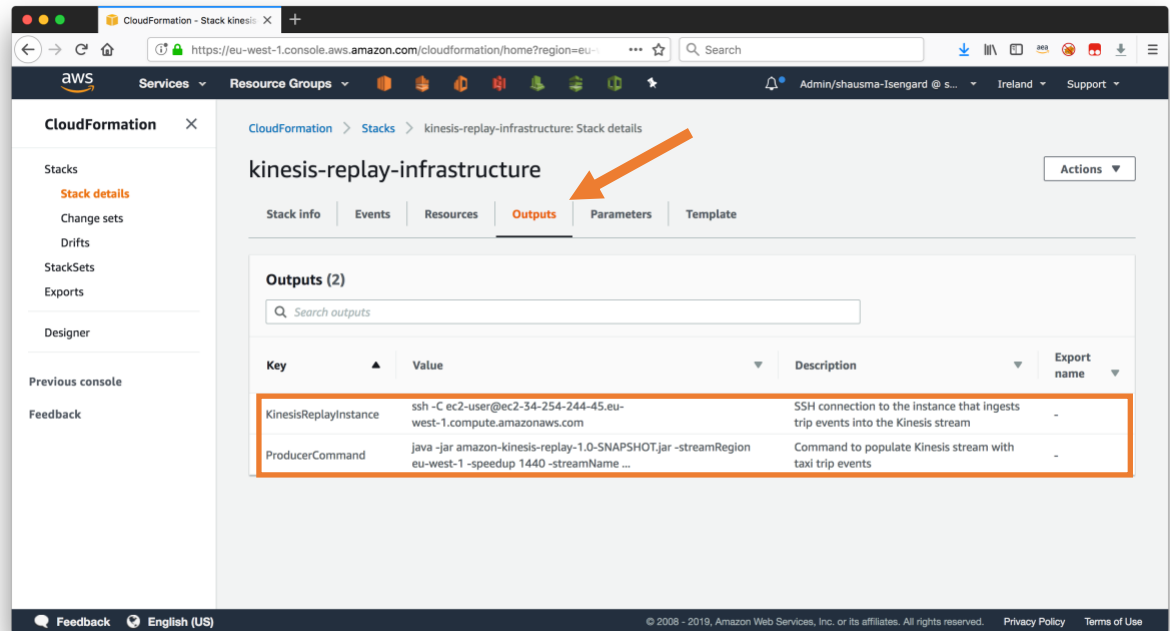 CloudFormation - Stack kinesis
https://eu-west-1.console.aws.amazon.com/cloudformation/home?region=eu-
Search
aea
aws
Services
Resource Groups
Admin/shausma-Isengard @ s...
Ireland
Support
CloudFormation
Stacks
Stack details
Change sets
Drifts
StackSets
Exports
Designer
Previous console
Feedback
CloudFormation > Stacks > kinesis-replay-infrastructure: Stack details
kinesis-replay-infrastructure
Actions
Stack info
Events
Resources
Outputs
Parameters
Template
Outputs (2)
Search outputs
Key
Value
Description
Export
name
KinesisReplayInstance
ssh -C ec2-user@ec2-34-254-244-45.eu-
west-1.compute.amazonaws.com
SSH connection to the instance that ingests
trip events into the Kinesis stream
-
ProducerCommand
java -jar amazon-kinesis-replay-1.0-SNAPSHOT.jar -streamRegion
eu-west-1 -speedup 1440 -streamName ...
Command to populate Kinesis stream with
taxi trip events
-
Feedback
English (US)
© 2008 - 2019, Amazon Web Services, Inc. or its affiliates. All rights reserved.
Privacy Policy
Terms of Use